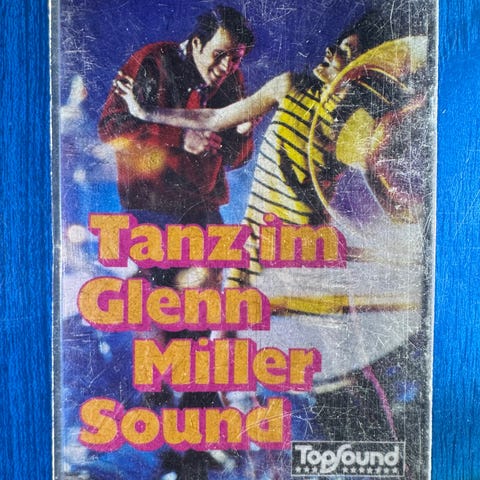 Tanz im
Glenn
Miller
Sound
TopSound